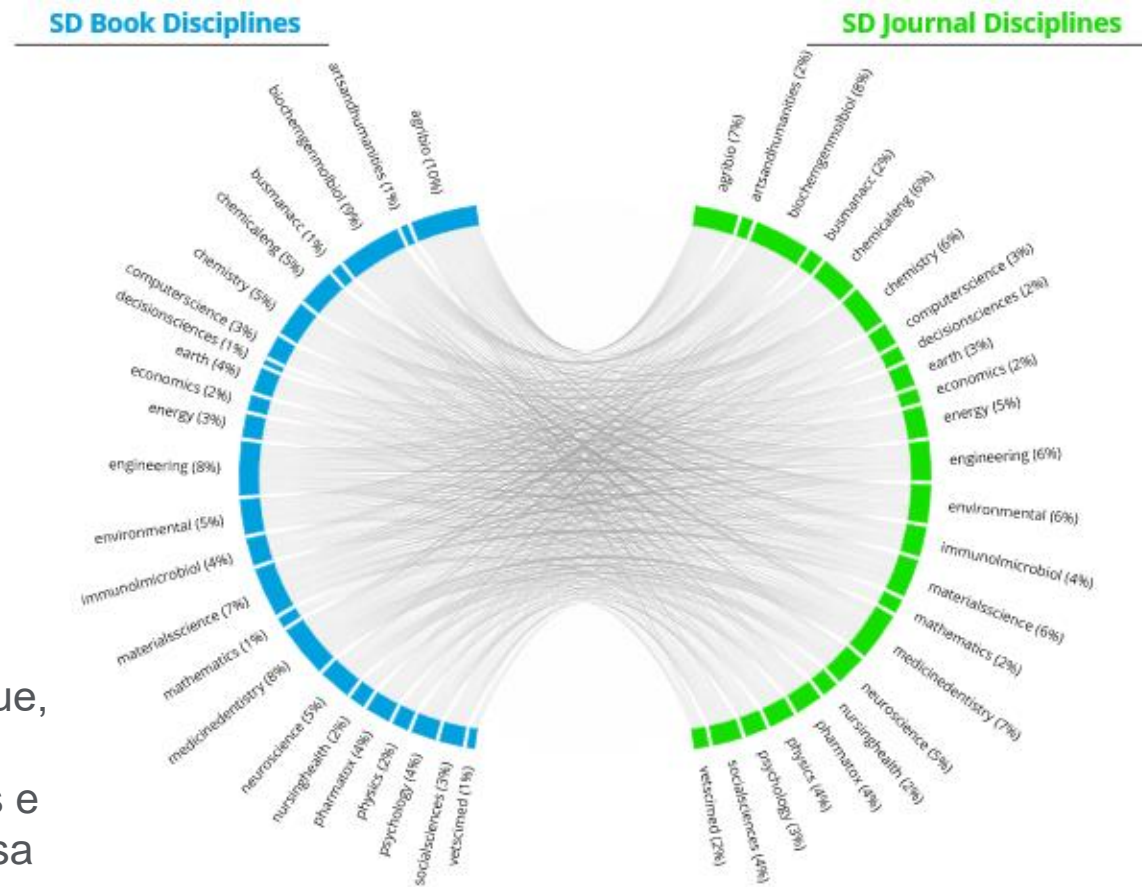 SD Book Disciplines
SD Journal Disciplines
agribio (10%)
artsandhumanities (1%)
biochemgenmolbiol (9%)
busmanacc (1%)
chemicaleng (5%)
chemistry (5%)
computerscience (3%)
decisionsciences (1%)
earth (4%)
economics (2%)
energy (3%)
engineering (8%)
environmental (5%)
immunolmicrobiol (4%)
materialsscience (7%)
mathematics (1%)
medicinedentistry (8%)
neuroscience (5%)
nursinghealth (2%)
pharmatox (4%)
physics (2%)
psychology (4%)
socialsciences (3%)
vetscimed (1%)
agribio (7%)
artsandhumanities (2%)
biochemgenmolbiol (8%)
busmanacc (2%)
chemicaleng (6%)
chemistry (6%)
computerscience (3%)
decisionsciences (2%)
earth (3%)
economics (2%)
energy (5%)
engineering (6%)
environmental (6%)
immunolmicrobiol (4%)
materialsscience (6%)
mathematics (2%)
medicinedentistry (7%)
neuroscience (5%)
nursinghealth (2%)
pharmatox (4%)
physics (4%)
psychology (3%)
socialsciences (4%)
vetscimed (2%)
ue,
s e
sa